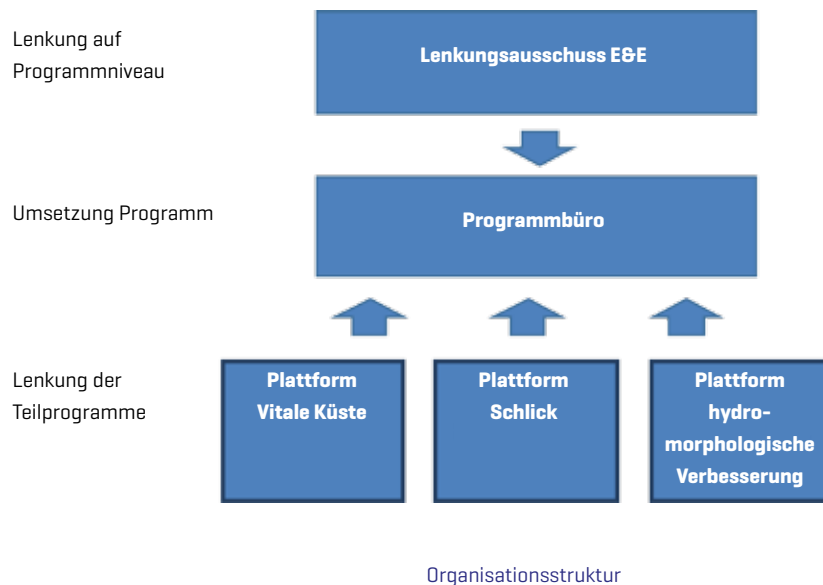 Lenkung auf
Programmniveau
Lenkungsausschuss E&E
Umsetzung Programm
Programmbüro
Lenkung der
Teilprogramme
Plattform
Vitale Küste
Plattform
Schlick
Plattform
hydro-
morphologische
Verbesserung
Organisationsstruktur